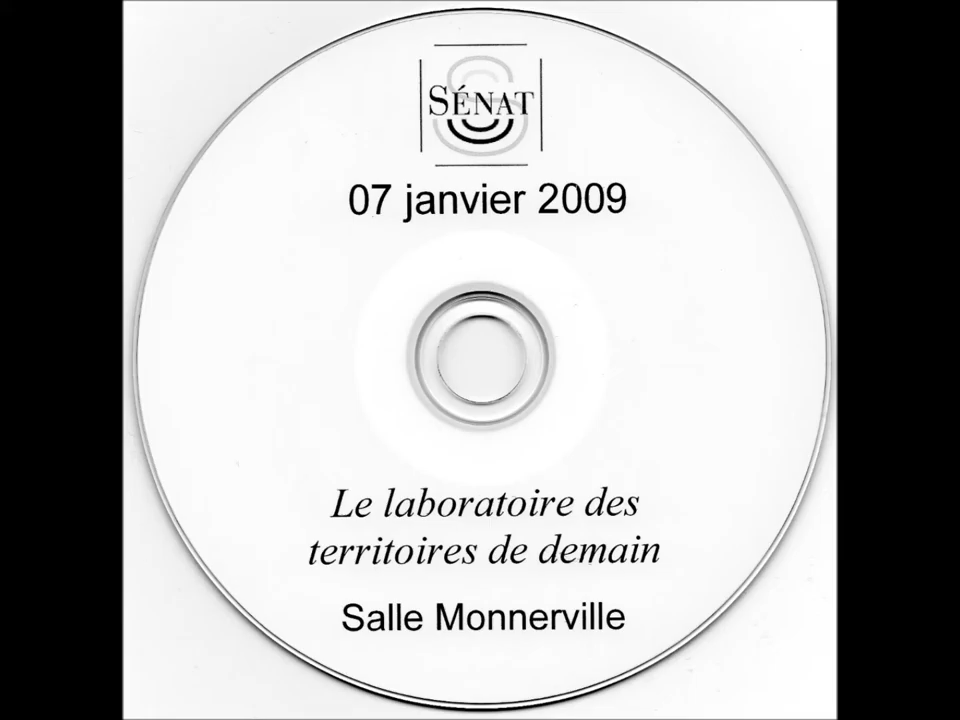 SÉNAT
07 janvier 2009
Le laboratoire des
territoires de demain
Salle Monnerville